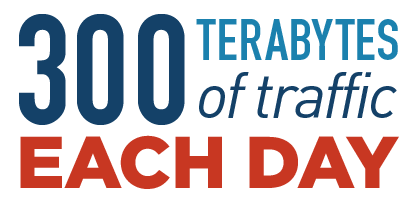 300 TERABYTES
of traffic
EACH DAY